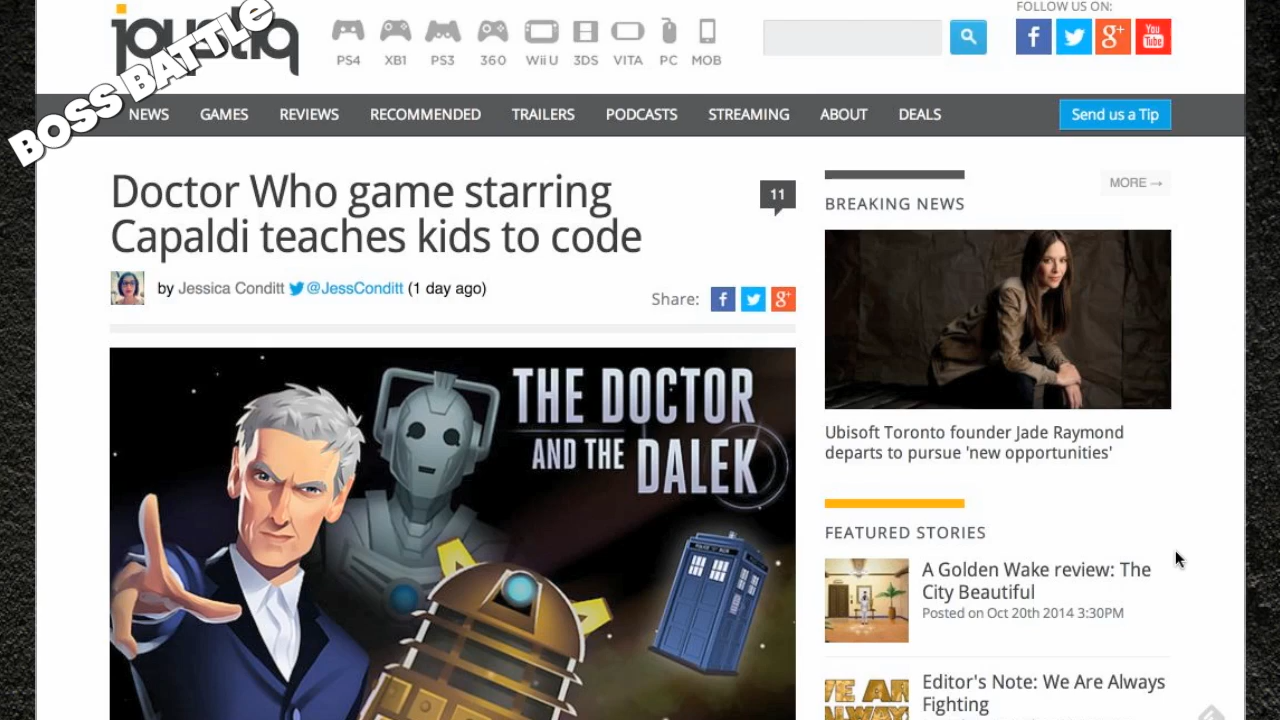 FOLLOW US ON:
joystiq
BOSS BATTLE
PS4 XB1 PS3 360 Wii U 3DS VITA PC MOB
f g+ You Tube
NEWS GAMES REVIEWS RECOMMENDED TRAILERS PODCASTS STREAMING ABOUT DEALS Send us a Tip
Doctor Who game starring
Capaldi teaches kids to code
11
by Jessica Conditt @JessConditt (1 day ago)
Share: f g+
THE DOCTOR
AND THE DALEK
MORE →
BREAKING NEWS
Ubisoft Toronto founder Jade Raymond
departs to pursue 'new opportunities'
FEATURED STORIES
A Golden Wake review: The
City Beautiful
Posted on Oct 20th 2014 3:30PM
Editor's Note: We Are Always
Fighting